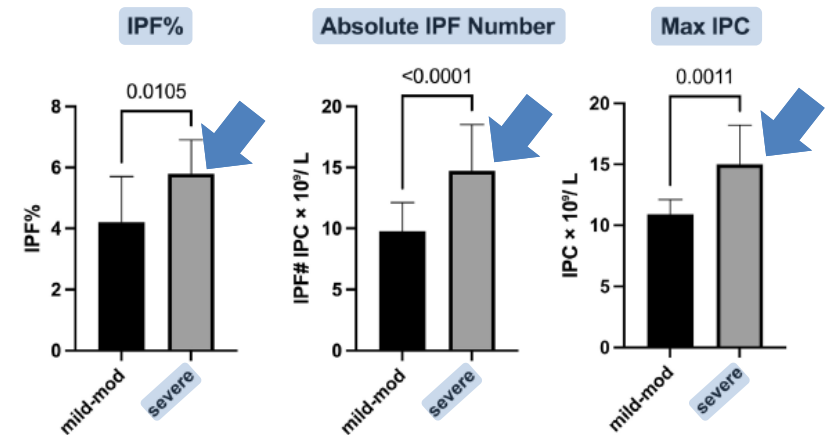 IPF%
Absolute IPF Number
Max IPC
0.0105
<0.0001
0.0011
IPF%
8
6
4
2
0
mild-mod
severe
IPF# IPC × 10⁹/ L
20
15
10
5
0
mild-mod
severe
IPC × 10⁹/ L
20
15
10
5
0
mild-mod
severe